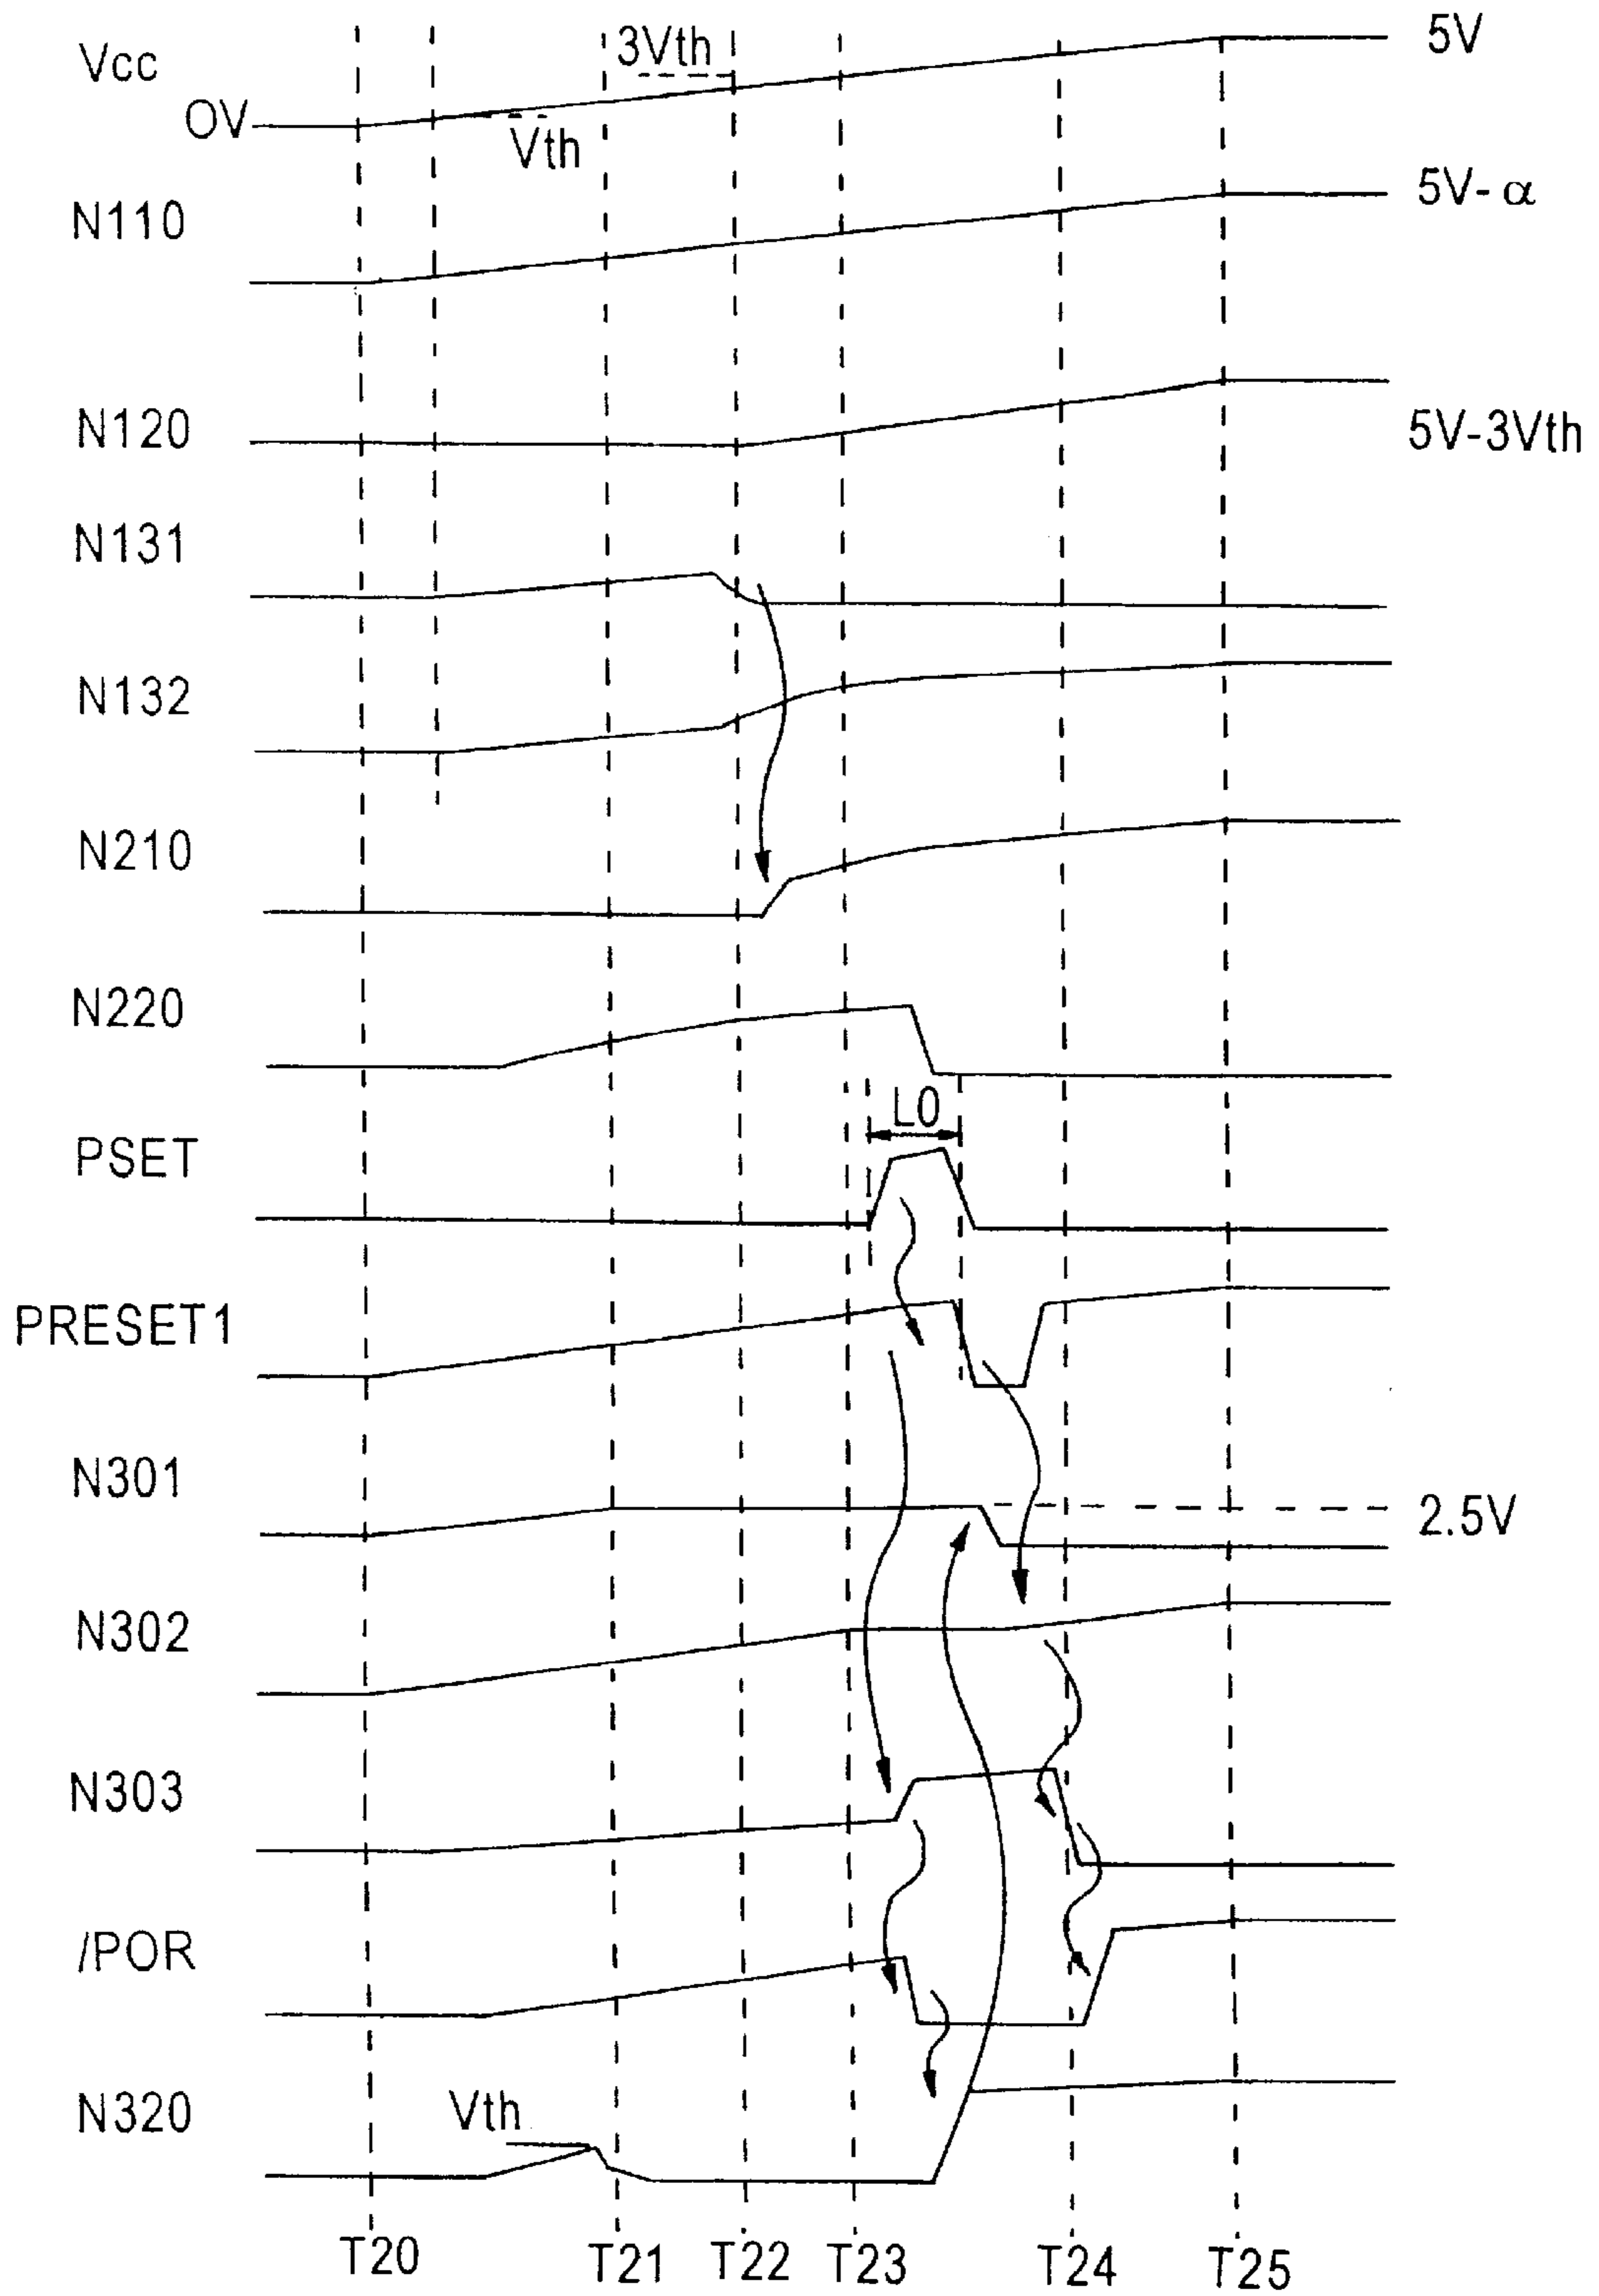 3Vth
5V
Vcc
OV
Vth
N110
5V-α
N120
5V-3Vth
N131
N132
N210
N220
L0
PSET
PRESET1
N301
2.5V
N302
N303
/POR
Vth
N320
T20
T21
T22
T23
T24
T25